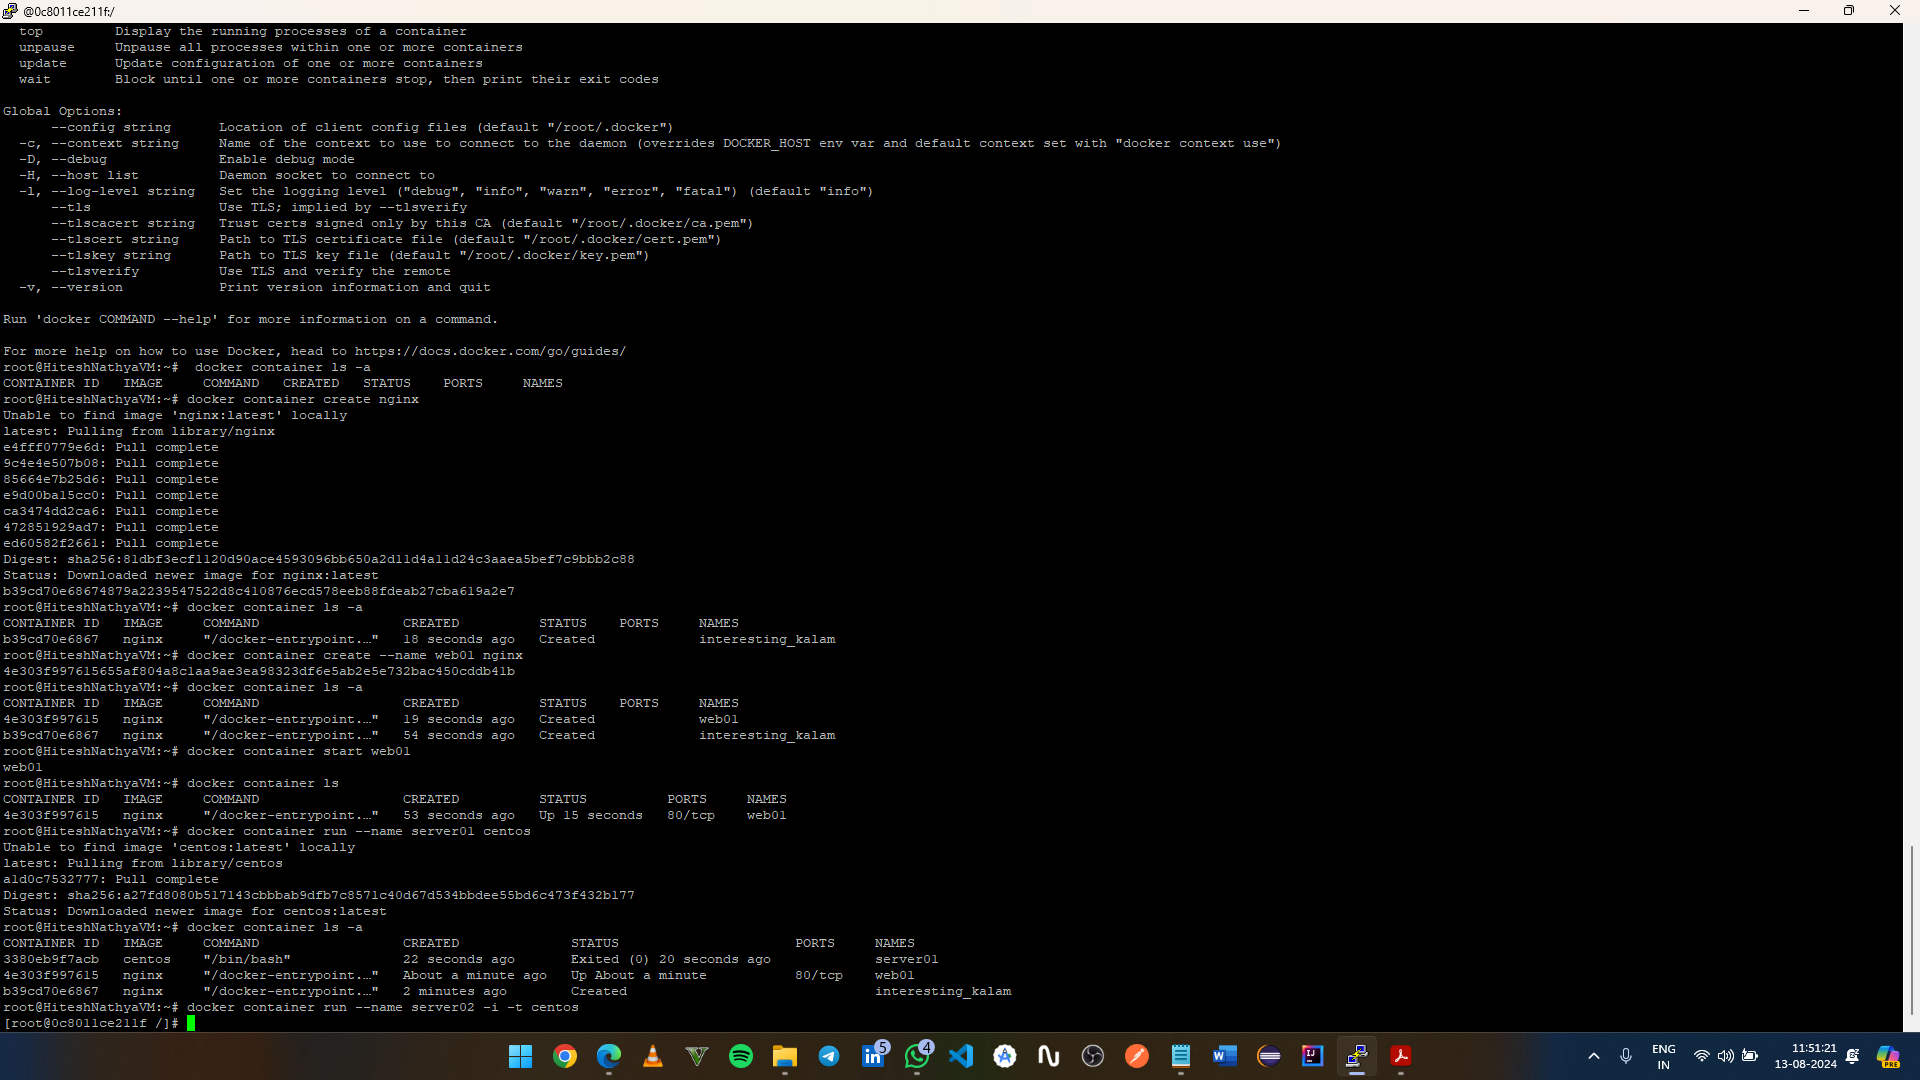 @0c8011ce211f:/
  top         Display the running processes of a container
  unpause     Unpause all processes within one or more containers
  update      Update configuration of one or more containers
  wait        Block until one or more containers stop, then print their exit codes
Global Options:
      --config string      Location of client config files (default "/root/.docker")
  -c, --context string     Name of the context to use to connect to the daemon (overrides DOCKER_HOST env var and default context set with "docker context use")
  -D, --debug              Enable debug mode
  -H, --host list          Daemon socket to connect to
  -l, --log-level string   Set the logging level ("debug", "info", "warn", "error", "fatal") (default "info")
      --tls                Use TLS; implied by --tlsverify
      --tlscacert string   Trust certs signed only by this CA (default "/root/.docker/ca.pem")
      --tlscert string     Path to TLS certificate file (default "/root/.docker/cert.pem")
      --tlskey string      Path to TLS key file (default "/root/.docker/key.pem")
      --tlsverify          Use TLS and verify the remote
  -v, --version            Print version information and quit
Run 'docker COMMAND --help' for more information on a command.
For more help on how to use Docker, head to https://docs.docker.com/go/guides/
root@HiteshNathyaVM:~#  docker container ls -a
CONTAINER ID   IMAGE     COMMAND   CREATED   STATUS    PORTS     NAMES
root@HiteshNathyaVM:~# docker container create nginx
Unable to find image 'nginx:latest' locally
latest: Pulling from library/nginx
e4fff0779e6d: Pull complete
9c4e4e507b08: Pull complete
85664e7b25d6: Pull complete
e9d00ba15cc0: Pull complete
ca3474dd2ca6: Pull complete
472851929ad7: Pull complete
ed60582f2661: Pull complete
Digest: sha256:81dbf3ecf1120d90ace4593096bb650a2d11d4a11d24c3aaea5bef7c9bbb2c88
Status: Downloaded newer image for nginx:latest
b39cd70e68674879a2239547522d8c410876ecd578eeb88fdeab27cba619a2e7
root@HiteshNathyaVM:~# docker container ls -a
CONTAINER ID   IMAGE     COMMAND                  CREATED          STATUS    PORTS     NAMES
b39cd70e6867   nginx     "/docker-entrypoint.…"   18 seconds ago   Created             interesting_kalam
root@HiteshNathyaVM:~# docker container create --name web01 nginx
4e303f997615655af804a8c1aa9ae3ea98323df6e5ab2e5e732bac450cddb41b
root@HiteshNathyaVM:~# docker container ls -a
CONTAINER ID   IMAGE     COMMAND                  CREATED          STATUS    PORTS     NAMES
4e303f997615   nginx     "/docker-entrypoint.…"   19 seconds ago   Created             web01
b39cd70e6867   nginx     "/docker-entrypoint.…"   54 seconds ago   Created             interesting_kalam
root@HiteshNathyaVM:~# docker container start web01
web01
root@HiteshNathyaVM:~# docker container ls
CONTAINER ID   IMAGE     COMMAND                  CREATED          STATUS          PORTS     NAMES
4e303f997615   nginx     "/docker-entrypoint.…"   53 seconds ago   Up 15 seconds   80/tcp    web01
root@HiteshNathyaVM:~# docker container run --name server01 centos
Unable to find image 'centos:latest' locally
latest: Pulling from library/centos
a1d0c7532777: Pull complete
Digest: sha256:a27fd8080b517143cbbbab9dfb7c8571c40d67d534bbdee55bd6c473f432b177
Status: Downloaded newer image for centos:latest
root@HiteshNathyaVM:~# docker container ls -a
CONTAINER ID   IMAGE     COMMAND                  CREATED              STATUS                      PORTS     NAMES
3380eb9f7acb   centos    "/bin/bash"              22 seconds ago       Exited (0) 20 seconds ago             server01
4e303f997615   nginx     "/docker-entrypoint.…"   About a minute ago   Up About a minute           80/tcp    web01
b39cd70e6867   nginx     "/docker-entrypoint.…"   2 minutes ago        Created                               interesting_kalam
root@HiteshNathyaVM:~# docker container run --name server02 -i -t centos
[root@0c8011ce211f /]#
5
4
ENG
IN
11:51:21
13-08-2024
PRE